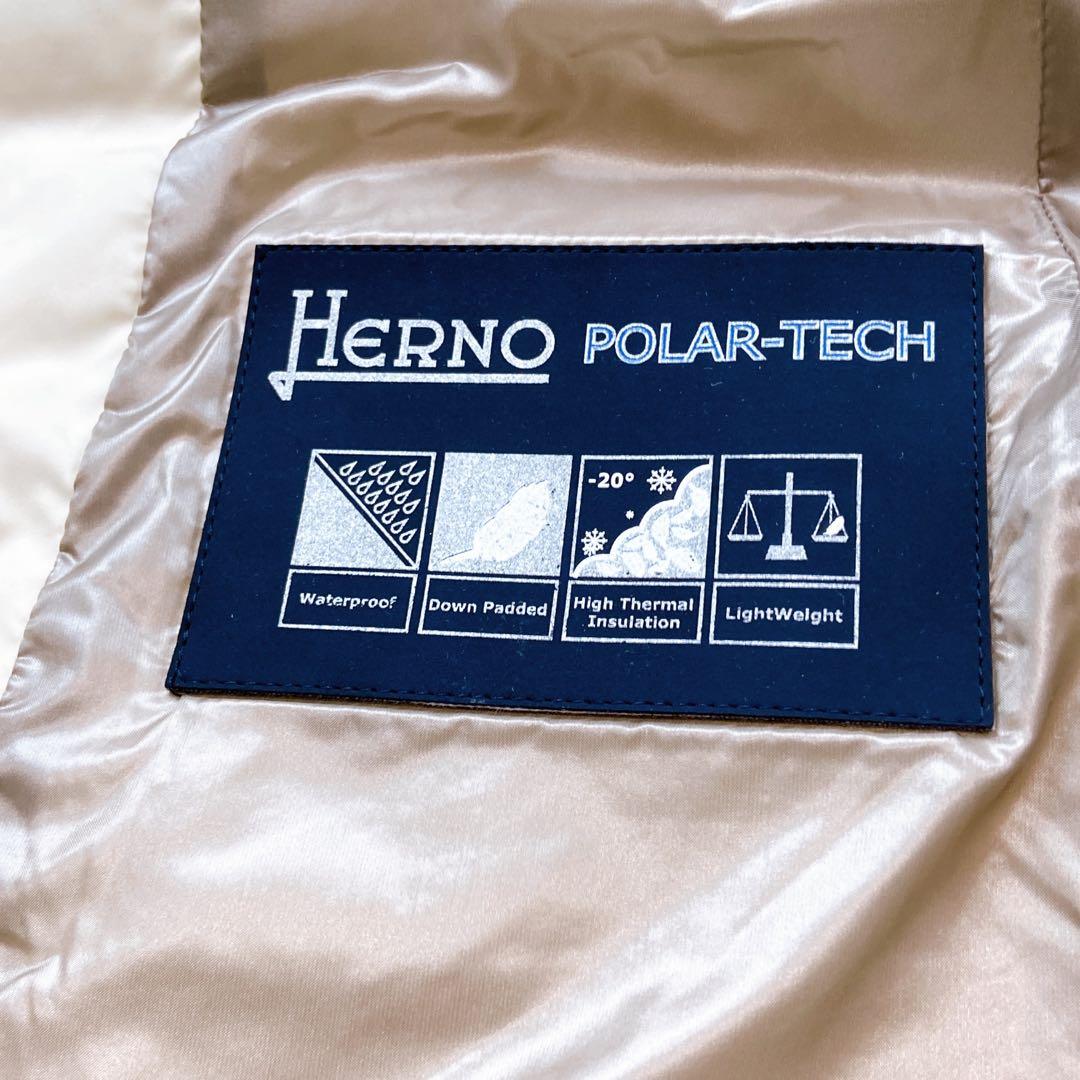 HERNO POLAR-TECH
-20°
Waterproof
Down Padded
High Thermal
Insulation
LightWeight